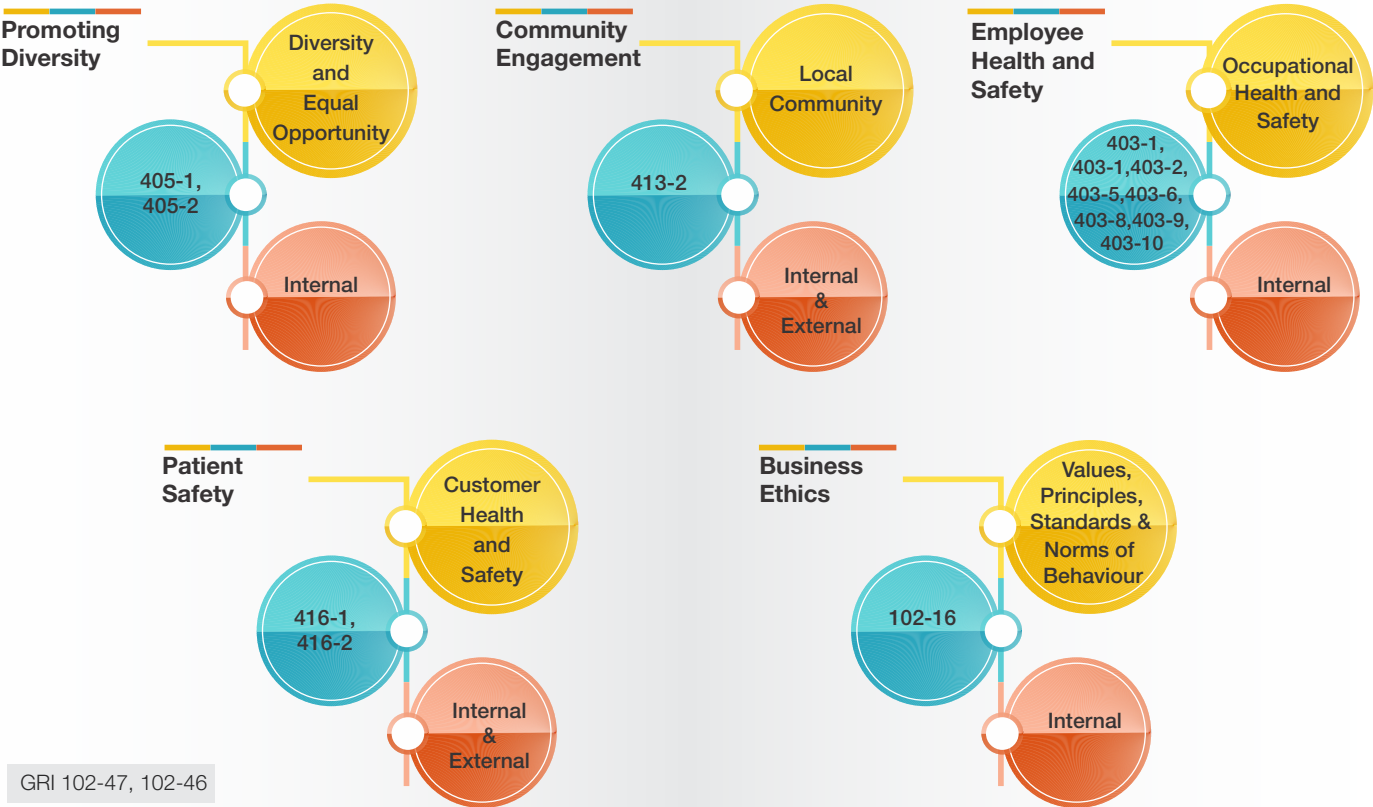 Promoting
Diversity
Diversity
and
Equal
Opportunity
405-1,
405-2
Internal
Community
Engagement
Local
Community
413-2
Internal
&
External
Employee
Health and
Safety
Occupational
Health and
Safety
403-1,
403-1,403-2,
403-5,403-6,
403-8,403-9,
403-10
Internal
Patient
Safety
Customer
Health
and
Safety
416-1,
416-2
Internal
&
External
Business
Ethics
Values,
Principles,
Standards &
Norms of
Behaviour
102-16
Internal
GRI 102-47, 102-46